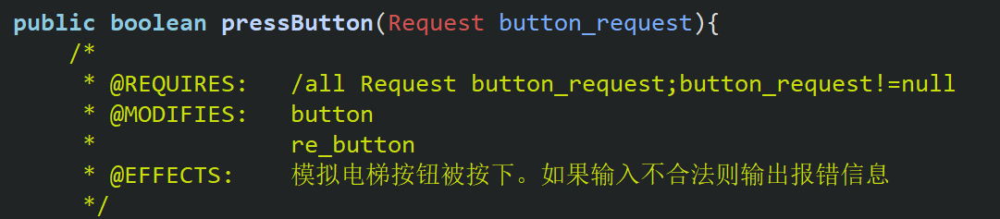 public boolean pressButton(Request button_request){
/*
* @REQUIRES: /all Request button_request;button_request!=null
* @MODIFIES: button
* re_button
* @EFFECTS: 模拟电梯按钮被按下。如果输入不合法则输出报错信息
*/